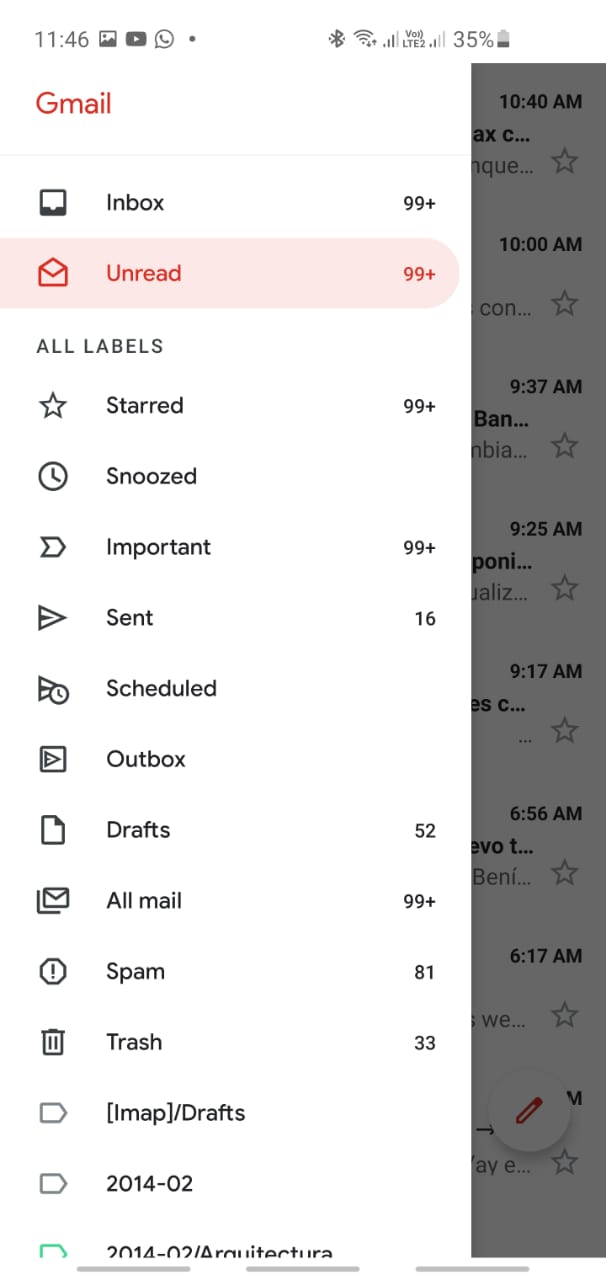 11:46 Vo)) LTE2 35%
Gmail
Inbox 99+
Unread 99+
ALL LABELS
Starred 99+
Snoozed
Important 99+
Sent 16
Scheduled
Outbox
Drafts 52
All mail 99+
Spam 81
Trash 33
[Imap]/Drafts
2014-02
2014-02/Arquitectura
10:40 AM
ax c...
nque...
10:00 AM
con...
9:37 AM
Ban...
mbia...
9:25 AM
poni...
ualiz...
9:17 AM
es c...
...
6:56 AM
evo t...
Bení...
6:17 AM
s we...
M
→
ay e...